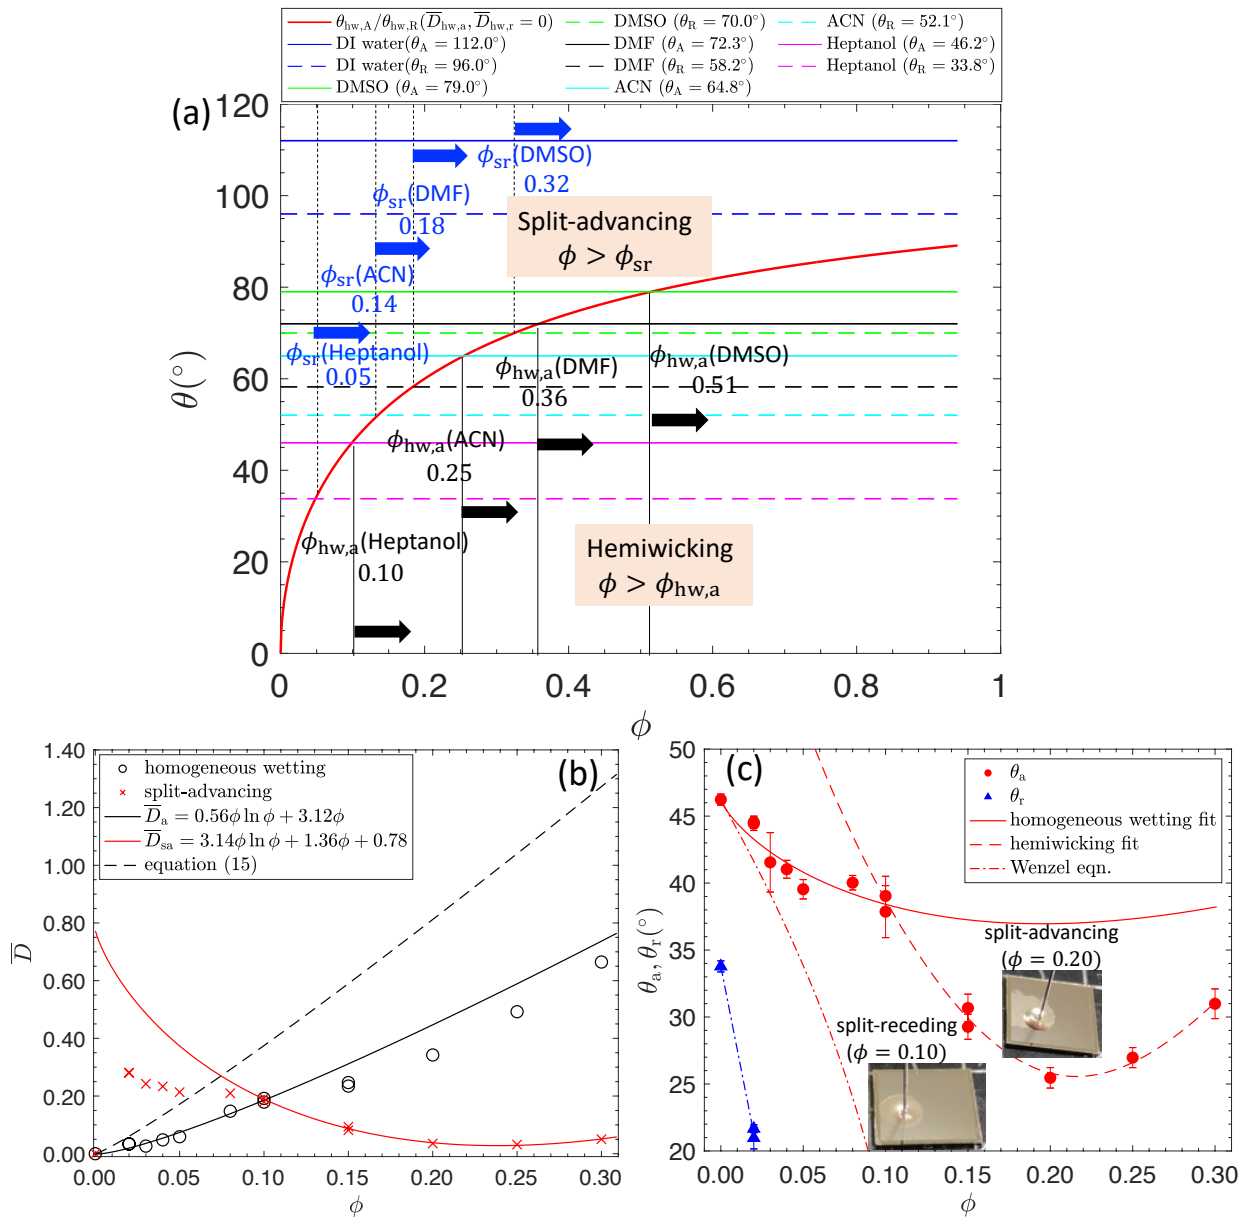 θhw,A/θhw,R(D̅hw,a, D̅hw,r = 0)
DI water(θA = 112.0°)
DI water(θR = 96.0°)
DMSO (θA = 79.0°)
DMSO (θR = 70.0°)
DMF (θA = 72.3°)
DMF (θR = 58.2°)
ACN (θA = 64.8°)
ACN (θR = 52.1°)
Heptanol (θA = 46.2°)
Heptanol (θR = 33.8°)
(a)
120
100
80
60
40
20
0
θ(°)
ϕsr(DMSO)
0.32
ϕsr(DMF)
0.18
ϕsr(ACN)
0.14
ϕsr(Heptanol)
0.05
Split-advancing
ϕ > ϕsr
ϕhw,a(DMSO)
0.51
ϕhw,a(DMF)
0.36
ϕhw,a(ACN)
0.25
ϕhw,a(Heptanol)
0.10
Hemiwicking
ϕ > ϕhw,a
0 0.2 0.4 0.6 0.8 1
ϕ
(b)
homogeneous wetting
split-advancing
D̅a = 0.56ϕ ln ϕ + 3.12ϕ
D̅sa = 3.14ϕ ln ϕ + 1.36ϕ + 0.78
equation (15)
1.40
1.20
1.00
0.80
0.60
0.40
0.20
0.00
D̅
0.00 0.05 0.10 0.15 0.20 0.25 0.30
ϕ
(c)
θa
θr
homogeneous wetting fit
hemiwicking fit
Wenzel eqn.
50
45
40
35
30
25
20
θa, θr(°)
split-advancing
(ϕ = 0.20)
split-receding
(ϕ = 0.10)
0.00 0.05 0.10 0.15 0.20 0.25 0.30
ϕ